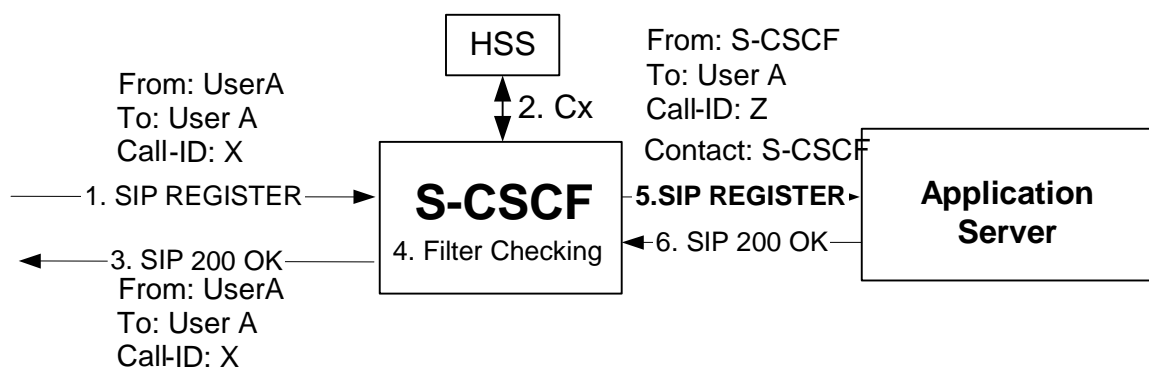 HSS
From: S-CSCF
To: User A
Call-ID: Z
Contact: S-CSCF
From: UserA
To: User A
Call-ID: X
2. Cx
1. SIP REGISTER
S-CSCF
4. Filter Checking
5.SIP REGISTER
Application
Server
3. SIP 200 OK
6. SIP 200 OK
From: UserA
To: User A
Call-ID: X